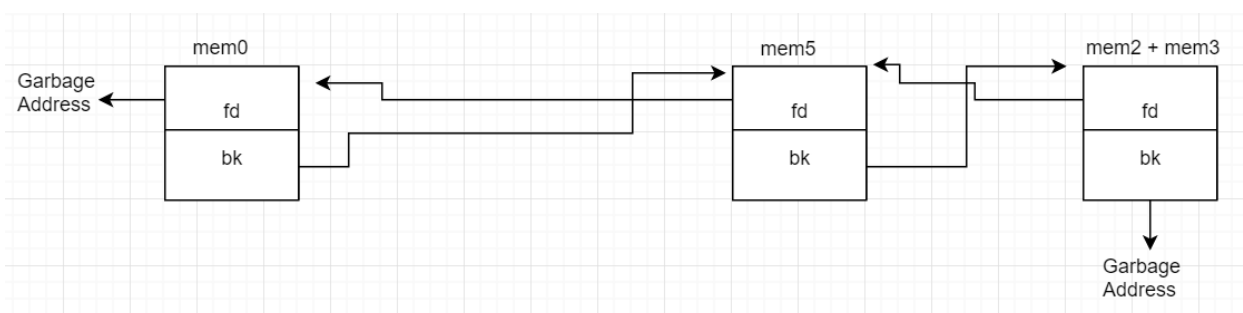 mem0
mem5
mem2 + mem3
Garbage
Address
fd
fd
fd
bk
bk
bk
Garbage
Address